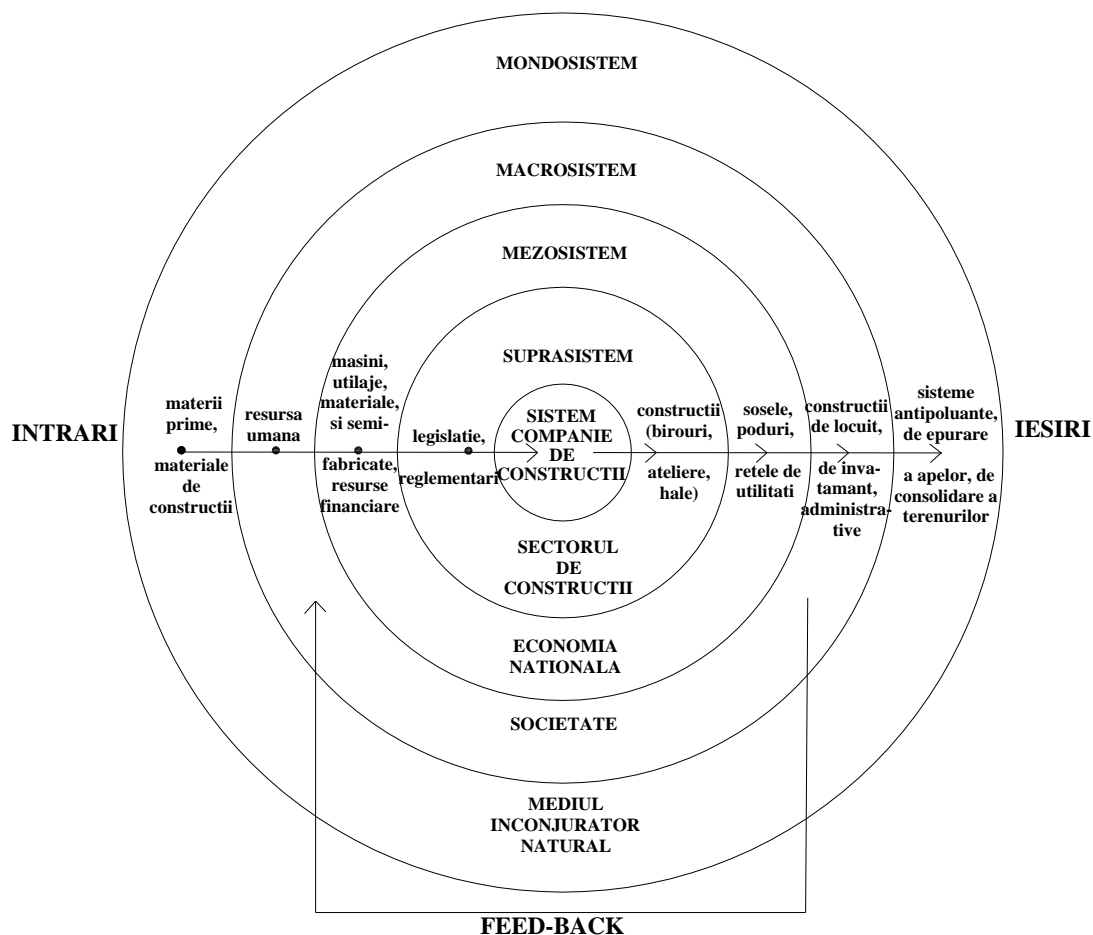 MONDOSISTEM
MACROSISTEM
MEZOSISTEM
SUPRASISTEM
INTRARI
materii
prime,
materiale
de
constructii
resursa
umana
masini,
utilaje,
materiale,
si semi-
fabricate,
resurse
financiare
legislatie,
reglementari
SISTEM
COMPANIE
DE
CONSTRUCTII
constructii
(birouri,
ateliere,
hale)
sosele,
poduri,
retele de
utilitati
constructii
de locuit,
de inva-
tamant,
administra-
tive
sisteme
antipoluante,
de epurare
a apelor, de
consolidare a
terenurilor
IESIRI
SECTORUL
DE
CONSTRUCTII
ECONOMIA
NATIONALA
SOCIETATE
MEDIUL
INCONJURATOR
NATURAL
FEED-BACK